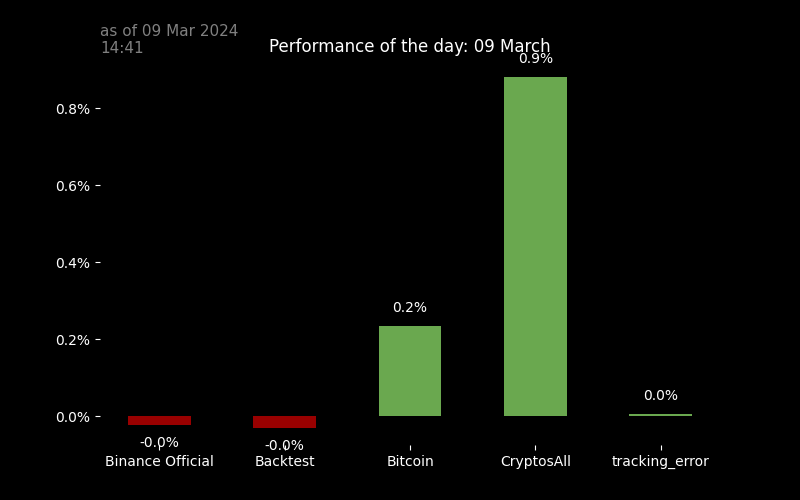 as of 09 Mar 2024
14:41
Performance of the day: 09 March
0.9%
0.8%
0.6%
0.4%
0.2%
0.2%
0.0%
0.0%
-0.0%
-0.0%
Binance Official
Backtest
Bitcoin
CryptosAll
tracking_error